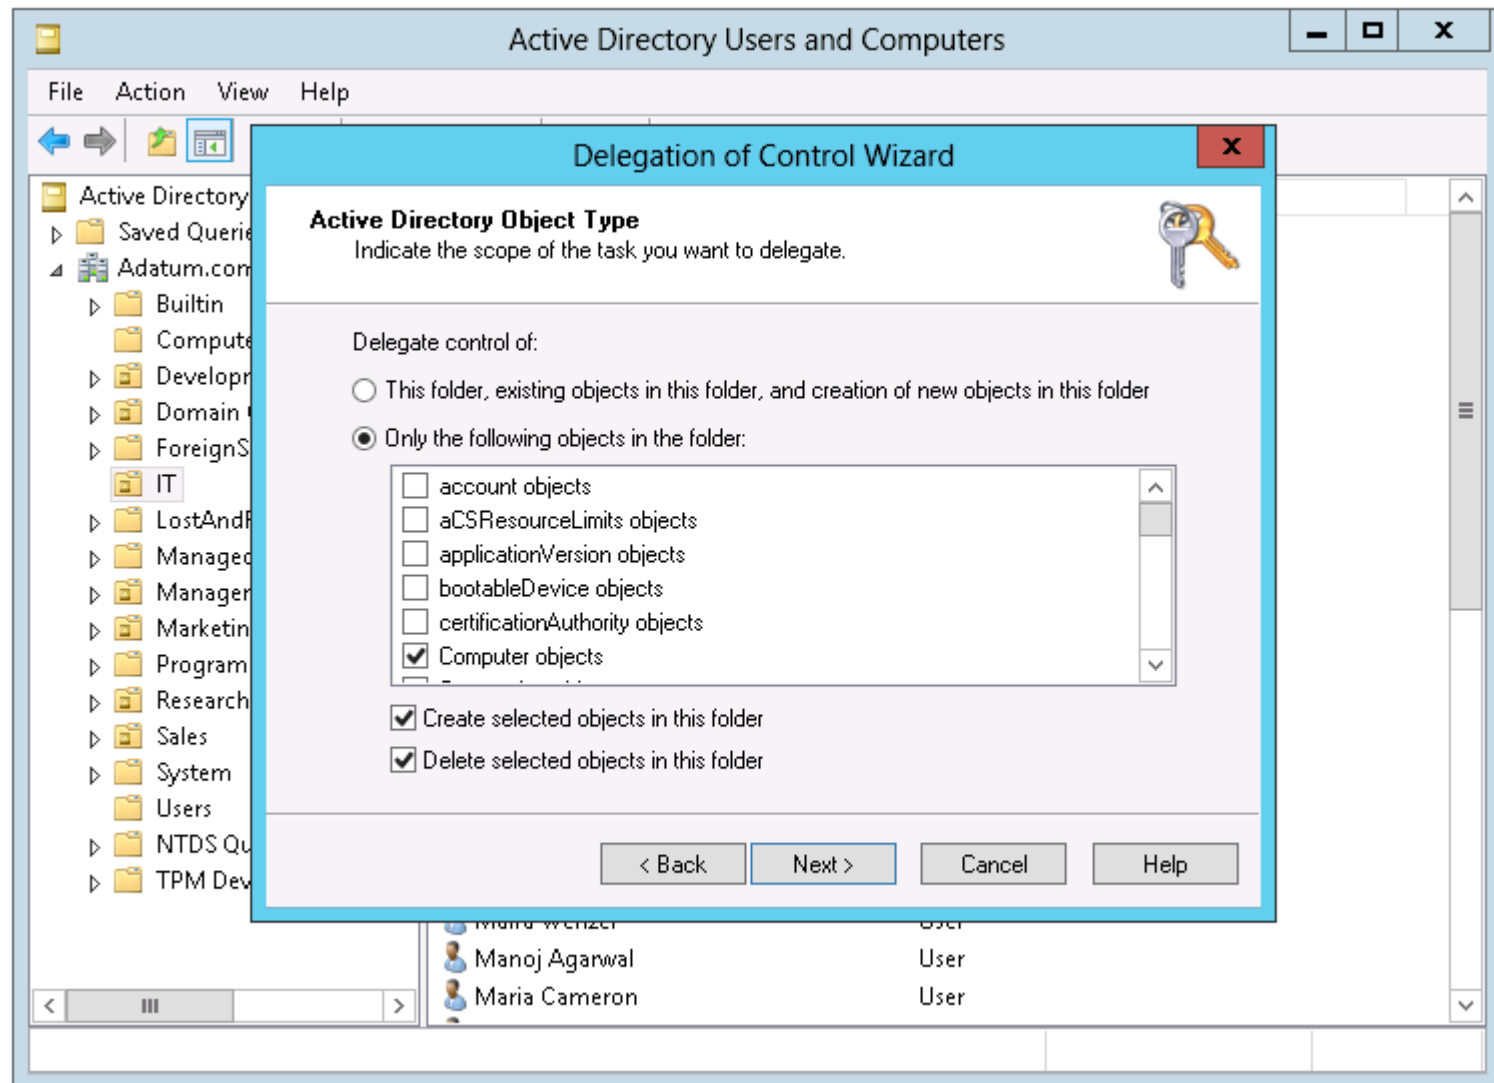 Active Directory Users and Computers
File Action View Help
Delegation of Control Wizard
Active Directory
Saved Querie
Adatum.com
Builtin
Compute
Developr
Domain
ForeignS
IT
LostAndF
Managed
Manager
Marketin
Program
Research
Sales
System
Users
NTDS Qu
TPM Dev
Active Directory Object Type
Indicate the scope of the task you want to delegate.
Delegate control of:
This folder, existing objects in this folder, and creation of new objects in this folder
Only the following objects in the folder:
account objects
aCSResourceLimits objects
applicationVersion objects
bootableDevice objects
certificationAuthority objects
Computer objects
Create selected objects in this folder
Delete selected objects in this folder
< Back Next > Cancel Help
Manoj Agarwal User
Maria Cameron User